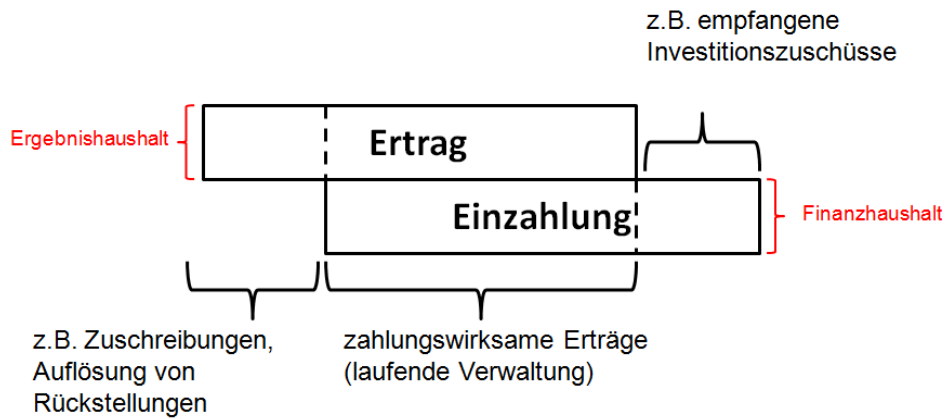 z.B. empfangene
Investitionszuschüsse
Ergebnishaushalt
Ertrag
Einzahlung
Finanzhaushalt
z.B. Zuschreibungen,
Auflösung von
Rückstellungen
zahlungswirksame Erträge
(laufende Verwaltung)